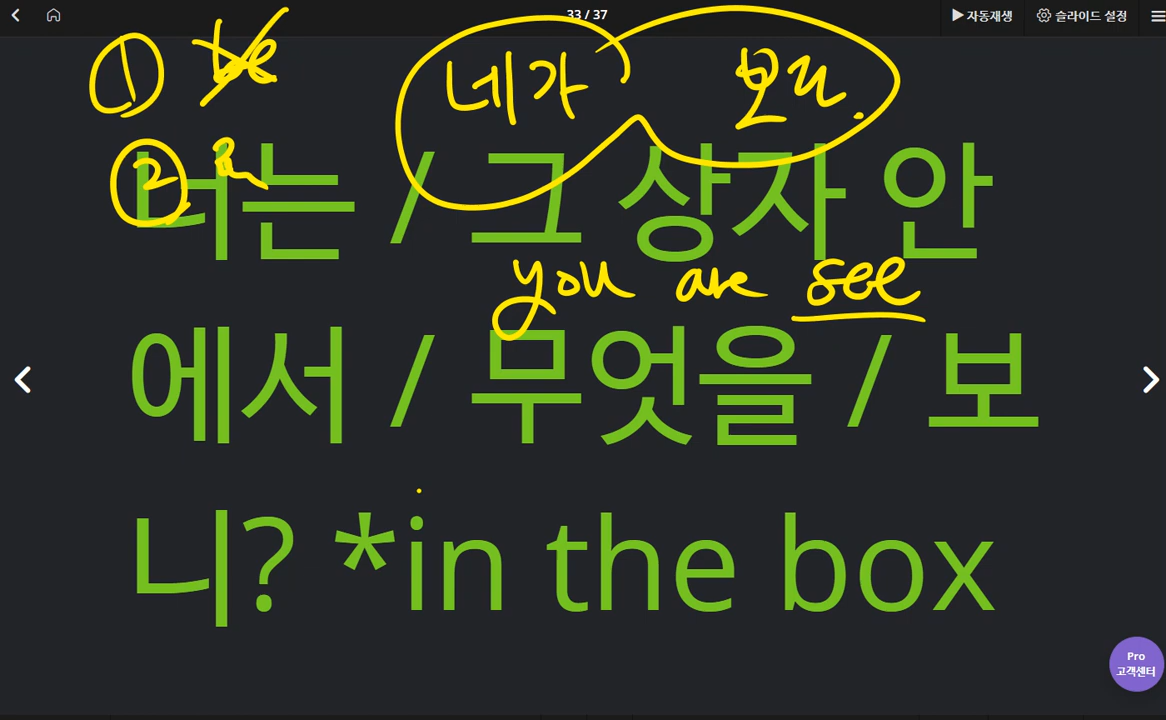 33 / 37
자동재생
슬라이드 설정
① be
네가 본다.
②
너는 / 그 상자 안
you are see
에서 / 무엇을 / 보
니? *in the box
Pro
고객센터